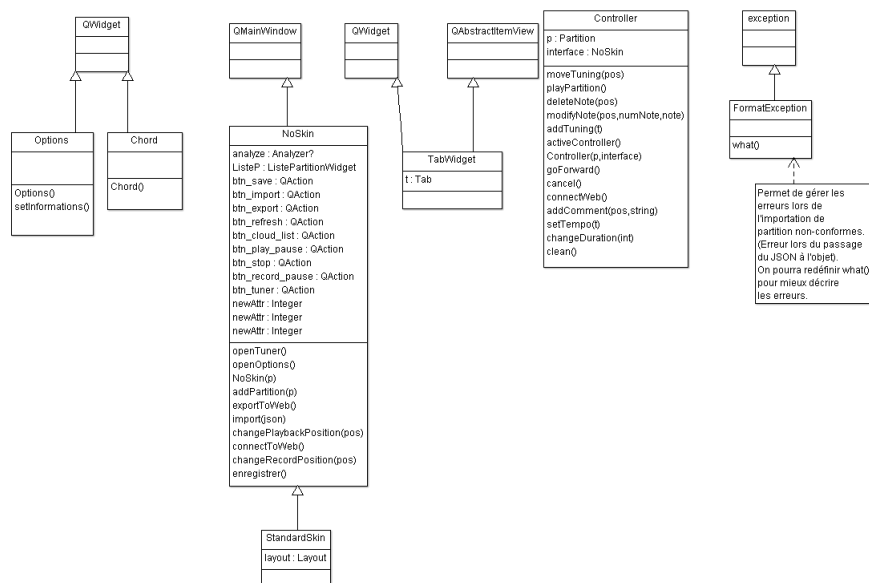 QWidget
Options
Options()
setInformations()
Chord
Chord()
QMainWindow
NoSkin
analyze : Analyzer?
ListeP : ListePartitionWidget
btn_save : QAction
btn_import : QAction
btn_export : QAction
btn_refresh : QAction
btn_cloud_list : QAction
btn_play_pause : QAction
btn_stop : QAction
btn_record_pause : QAction
btn_tuner : QAction
newAttr : Integer
newAttr : Integer
newAttr : Integer
openTuner()
openOptions()
NoSkin(p)
addPartition(p)
exportToWeb()
import(json)
changePlaybackPosition(pos)
connectToWeb()
changeRecordPosition(pos)
enregistrer()
StandardSkin
layout : Layout
QWidget
QAbstractItemView
TabWidget
t : Tab
Controller
p : Partition
interface : NoSkin
moveTuning(pos)
playPartition()
deleteNote(pos)
modifyNote(pos,numNote,note)
addTuning(t)
activeController()
Controller(p,interface)
goForward()
cancel()
connectWeb()
addComment(pos,string)
setTempo(t)
changeDuration(int)
clean()
exception
FormatException
what()
Permet de gérer les
erreurs lors de
l'importation de
partition non-conformes.
(Erreur lors du passage
du JSON à l'objet).
On pourra redéfinir what()
pour mieux décrire
les erreurs.